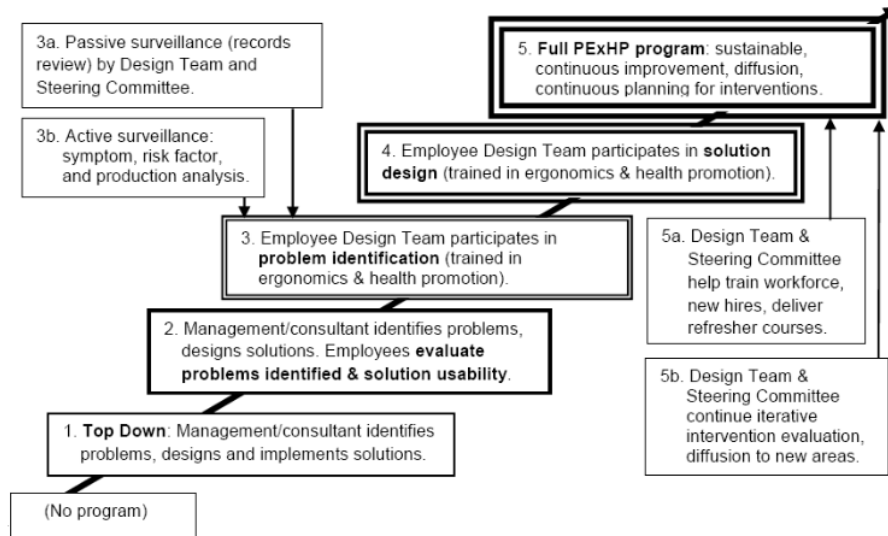 3a. Passive surveillance (records
review) by Design Team and
Steering Committee.
3b. Active surveillance:
symptom, risk factor,
and production analysis.
5. Full PExHP program: sustainable,
continuous improvement, diffusion,
continuous planning for interventions.
4. Employee Design Team participates in solution
design (trained in ergonomics & health promotion).
3. Employee Design Team participates in
problem identification (trained in
ergonomics & health promotion).
2. Management/consultant identifies problems,
designs solutions. Employees evaluate
problems identified & solution usability.
1. Top Down: Management/consultant identifies
problems, designs and implements solutions.
(No program)
5a. Design Team &
Steering Committee
help train workforce,
new hires, deliver
refresher courses.
5b. Design Team &
Steering Committee
continue iterative
intervention evaluation,
diffusion to new areas.